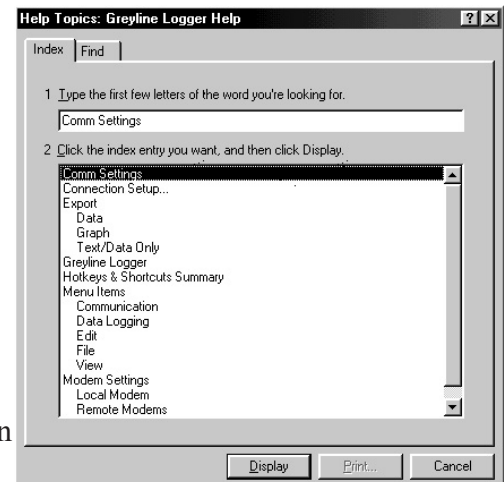 Help Topics: Greyline Logger Help
Index Find
1 Type the first few letters of the word you're looking for.
Comm Settings
2 Click the index entry you want, and then click Display.
Comm Settings
Connection Setup...
Export
Data
Graph
Text/Data Only
Greyline Logger
Hotkeys & Shortcuts Summary
Menu Items
Communication
Data Logging
Edit
File
View
Modem Settings
Local Modem
Remote Modems
n
Display Print... Cancel